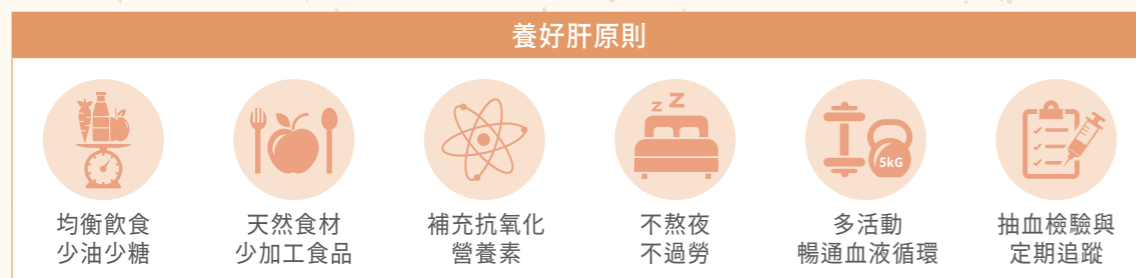 養好肝原則
z z
5kG
均衡飲食
少油少糖
天然食材
少加工食品
補充抗氧化
營養素
不熬夜
不過勞
多活動
暢通血液循環
抽血檢驗與
定期追蹤